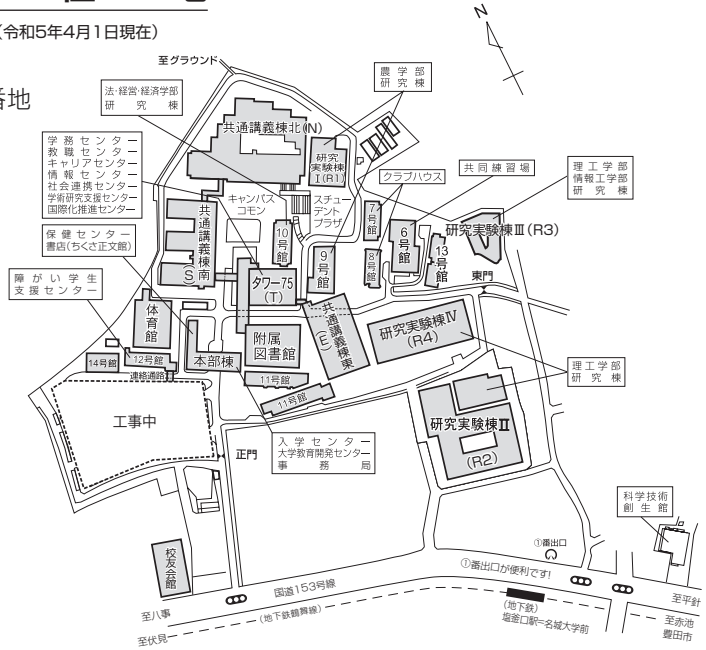 (令和5年4月1日現在)
番地
N
至グラウンド
法・経営・経済学部
研究棟
農学部
研究棟
共通講義棟北(N)
研究
実験棟
Ⅰ(R1)
学務センター
教職センター
キャリアセンター
情報センター
社会連携センター
学術研究支援センター
国際化推進センター
クラブハウス
共同練習場
理工学部
情報工学部
研究棟
キャンパス
コモン
スチュー
デント
プラザ
共通講義棟南
(S)
10号館
7号館
6号館
研究実験棟Ⅲ(R3)
保健センター
書店(ちくさ正文館)
9号館
8号館
13号館
東門
障がい学生
支援センター
タワー75
(T)
体育館
共通講義棟東
(E)
研究実験棟Ⅳ
(R4)
附属
図書館
本部棟
14号館
12号館
連絡通路
11号館
11号館
理工学部
研究棟
工事中
研究実験棟Ⅱ
(R2)
正門
入学センター
大学教育開発センター
事務局
科学技術
創生館
校友会館
①番出口
①番出口が便利です!
国道153号線
至平針
至八事
(地下鉄鶴舞線)
(地下鉄)
塩釜口駅=名城大学前
至赤池
豊田市
至伏見